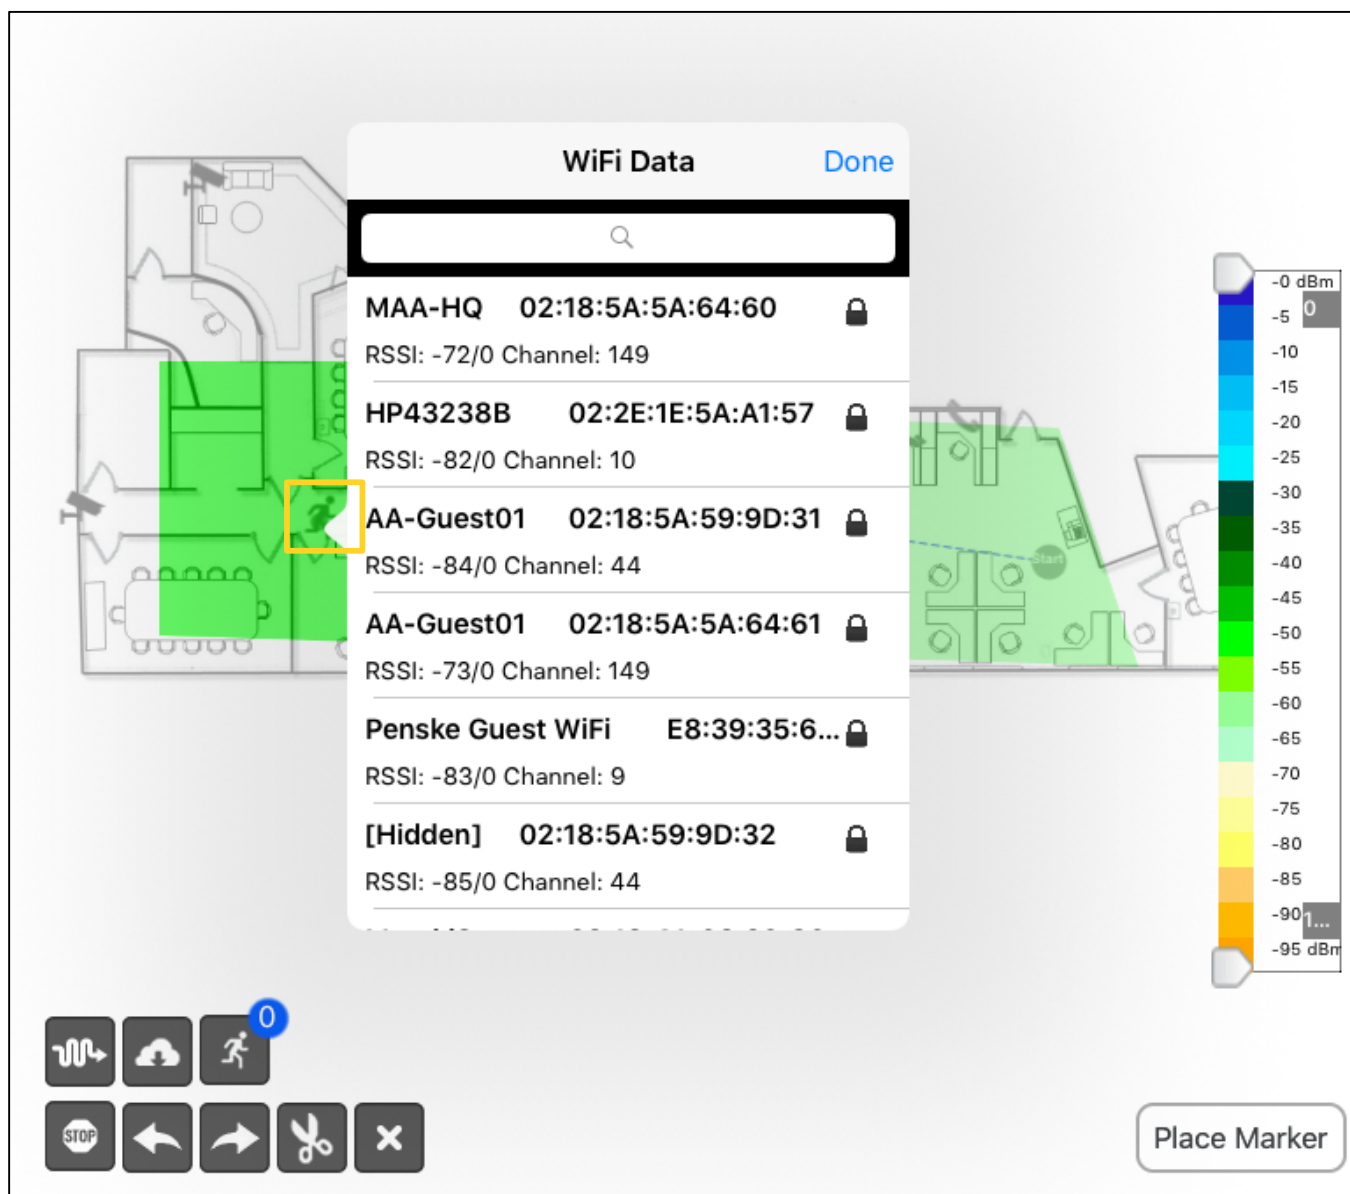 WiFi Data
Done
MAA-HQ 02:18:5A:5A:64:60
RSSI: -72/0 Channel: 149
HP43238B 02:2E:1E:5A:A1:57
RSSI: -82/0 Channel: 10
AA-Guest01 02:18:5A:59:9D:31
RSSI: -84/0 Channel: 44
AA-Guest01 02:18:5A:5A:64:61
RSSI: -73/0 Channel: 149
Penske Guest WiFi E8:39:35:6...
RSSI: -83/0 Channel: 9
[Hidden] 02:18:5A:59:9D:32
RSSI: -85/0 Channel: 44
Start
-0 dBm
0
-5
-10
-15
-20
-25
-30
-35
-40
-45
-50
-55
-60
-65
-70
-75
-80
-85
-90
1...
-95 dBm
0
STOP
Place Marker